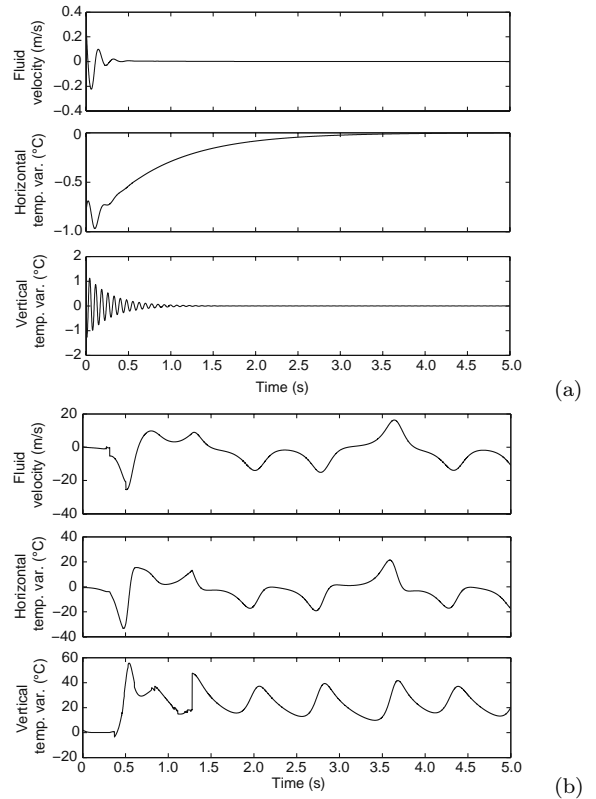 0.4
0.2
0
−0.2
−0.4
Fluid
velocity (m/s)
0
−0.5
−1.0
Horizontal
temp. var. (°C)
2
1
0
−1
−2
Vertical
temp. var. (°C)
0 0.5 1.0 1.5 2.0 2.5 3.0 3.5 4.0 4.5 5.0
Time (s)
(a)
20
0
−20
−40
Fluid
velocity (m/s)
40
20
0
−20
−40
Horizontal
temp. var. (°C)
60
40
20
0
−20
Vertical
temp. var. (°C)
0 0.5 1.0 1.5 2.0 2.5 3.0 3.5 4.0 4.5 5.0
Time (s)
(b)